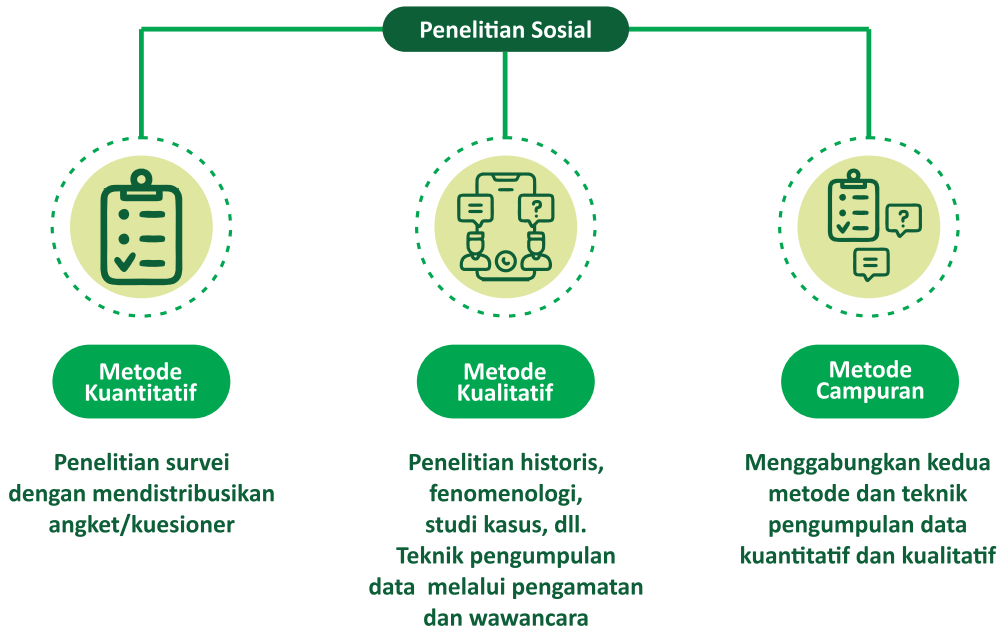 Penelitian Sosial
Metode
Kuantitatif
Penelitian survei
dengan mendistribusikan
angket/kuesioner
Metode
Kualitatif
Penelitian historis,
fenomenologi,
studi kasus, dll.
Teknik pengumpulan
data melalui pengamatan
dan wawancara
Metode
Campuran
Menggabungkan kedua
metode dan teknik
pengumpulan data
kuantitatif dan kualitatif